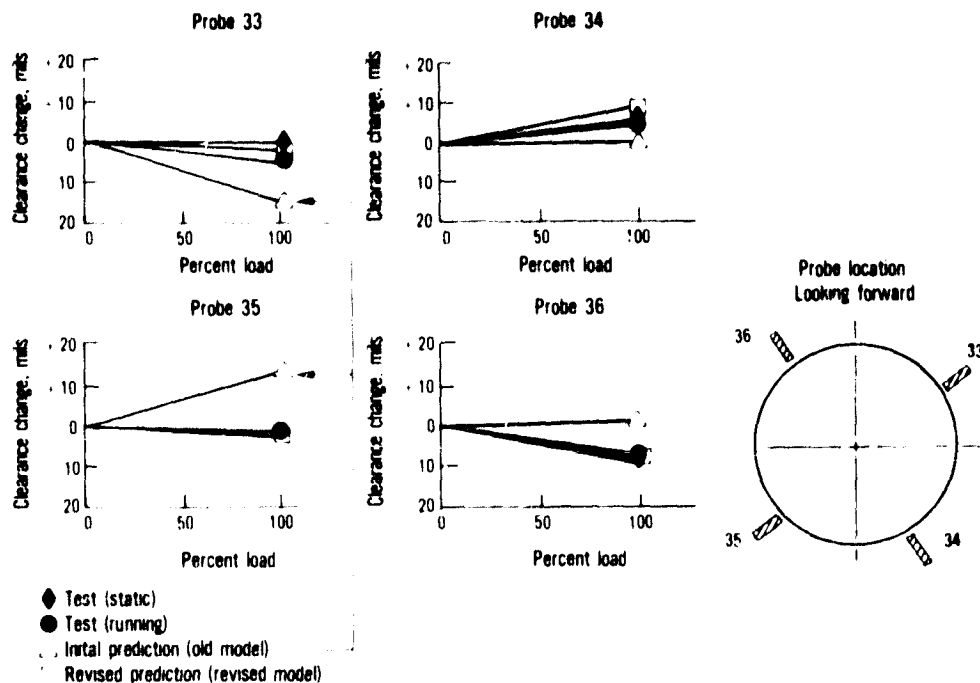 Probe 33
Clearance change, mils
+ 20
+ 10
0
10
20
0
50
100
Percent load
Probe 34
Clearance change, mils
+ 20
+ 10
0
10
20
0
50
100
Percent load
Probe 35
Clearance change, mils
+ 20
+ 10
0
10
20
0
50
100
Percent load
Probe 36
Clearance change, mils
+ 20
+ 10
0
10
20
0
50
100
Percent load
Probe location
Looking forward
36
33
35
34
Test (static)
Test (running)
Initial prediction (old model)
Revised prediction (revised model)